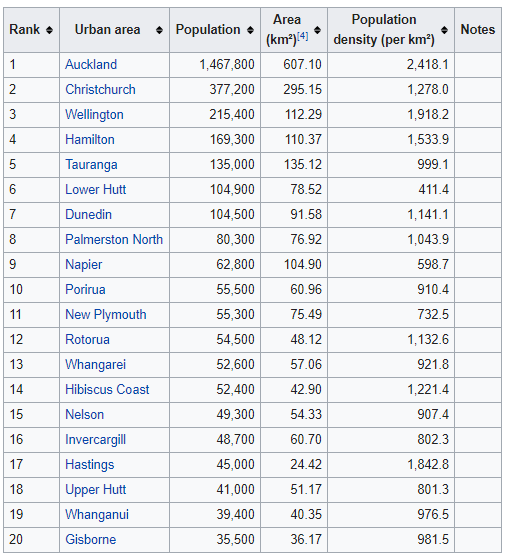 Rank Urban area Population Area (km²)[4] Population density (per km²) Notes
1 Auckland 1,467,800 607.10 2,418.1
2 Christchurch 377,200 295.15 1,278.0
3 Wellington 215,400 112.29 1,918.2
4 Hamilton 169,300 110.37 1,533.9
5 Tauranga 135,000 135.12 999.1
6 Lower Hutt 104,900 78.52 411.4
7 Dunedin 104,500 91.58 1,141.1
8 Palmerston North 80,300 76.92 1,043.9
9 Napier 62,800 104.90 598.7
10 Porirua 55,500 60.96 910.4
11 New Plymouth 55,300 75.49 732.5
12 Rotorua 54,500 48.12 1,132.6
13 Whangarei 52,600 57.06 921.8
14 Hibiscus Coast 52,400 42.90 1,221.4
15 Nelson 49,300 54.33 907.4
16 Invercargill 48,700 60.70 802.3
17 Hastings 45,000 24.42 1,842.8
18 Upper Hutt 41,000 51.17 801.3
19 Whanganui 39,400 40.35 976.5
20 Gisborne 35,500 36.17 981.5